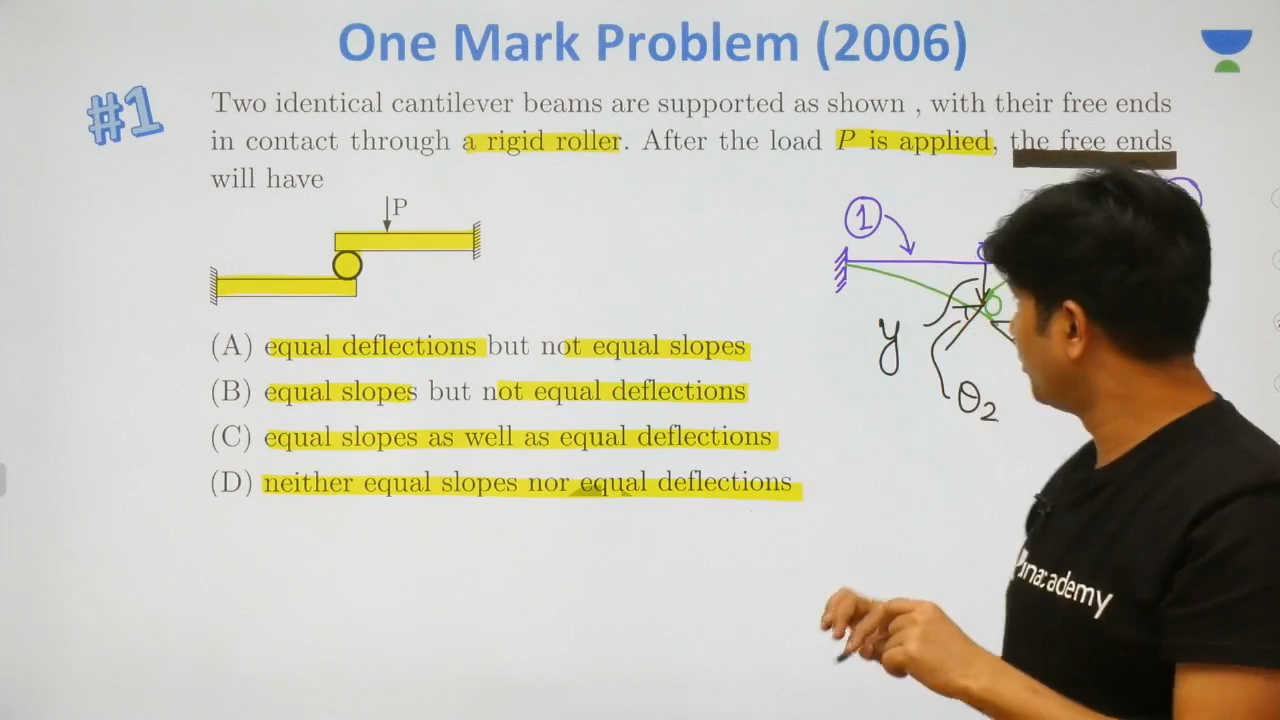 One Mark Problem (2006)
#1
Two identical cantilever beams are supported as shown , with their free ends
in contact through a rigid roller. After the load P is applied, the free ends
will have
P
(A) equal deflections but not equal slopes
(B) equal slopes but not equal deflections
(C) equal slopes as well as equal deflections
(D) neither equal slopes nor equal deflections
1
y
θ2
unacademy